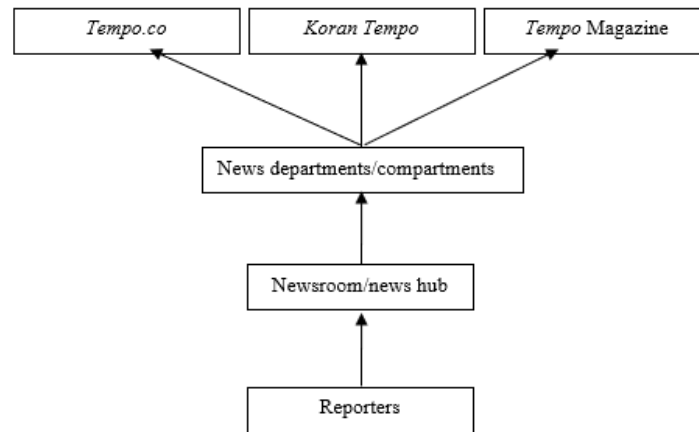 Tempo.co
Koran Tempo
Tempo Magazine
News departments/compartments
Newsroom/news hub
Reporters